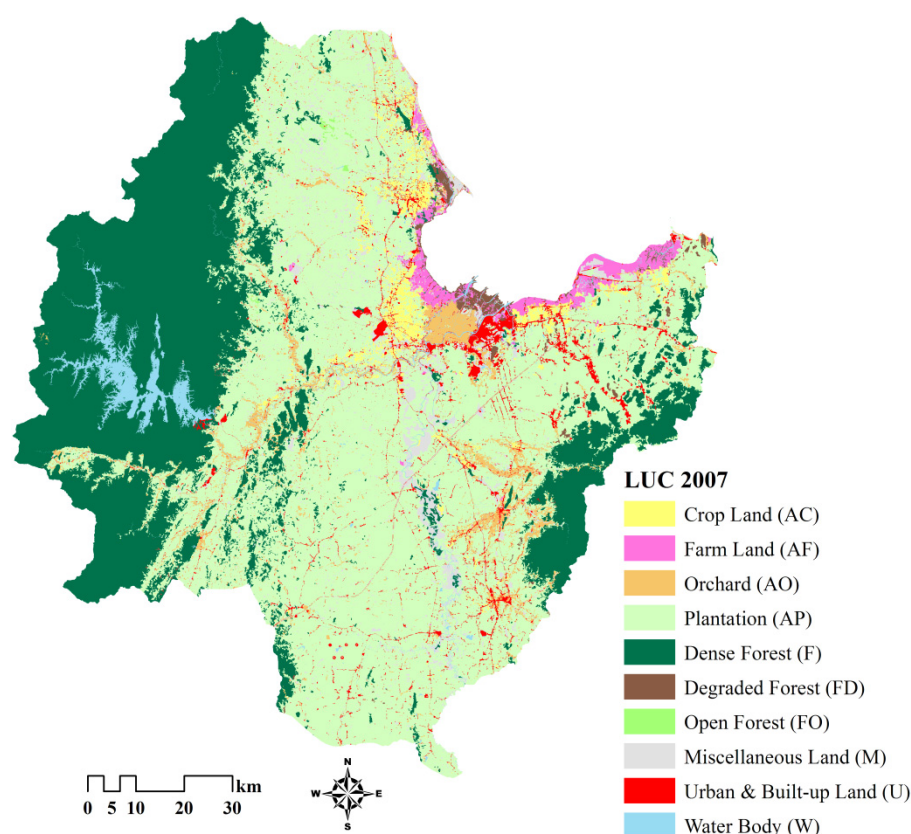 LUC 2007
Crop Land (AC)
Farm Land (AF)
Orchard (AO)
Plantation (AP)
Dense Forest (F)
Degraded Forest (FD)
Open Forest (FO)
Miscellaneous Land (M)
Urban & Built-up Land (U)
Water Body (W)
km
0 5 10 20 30
N
W E
S